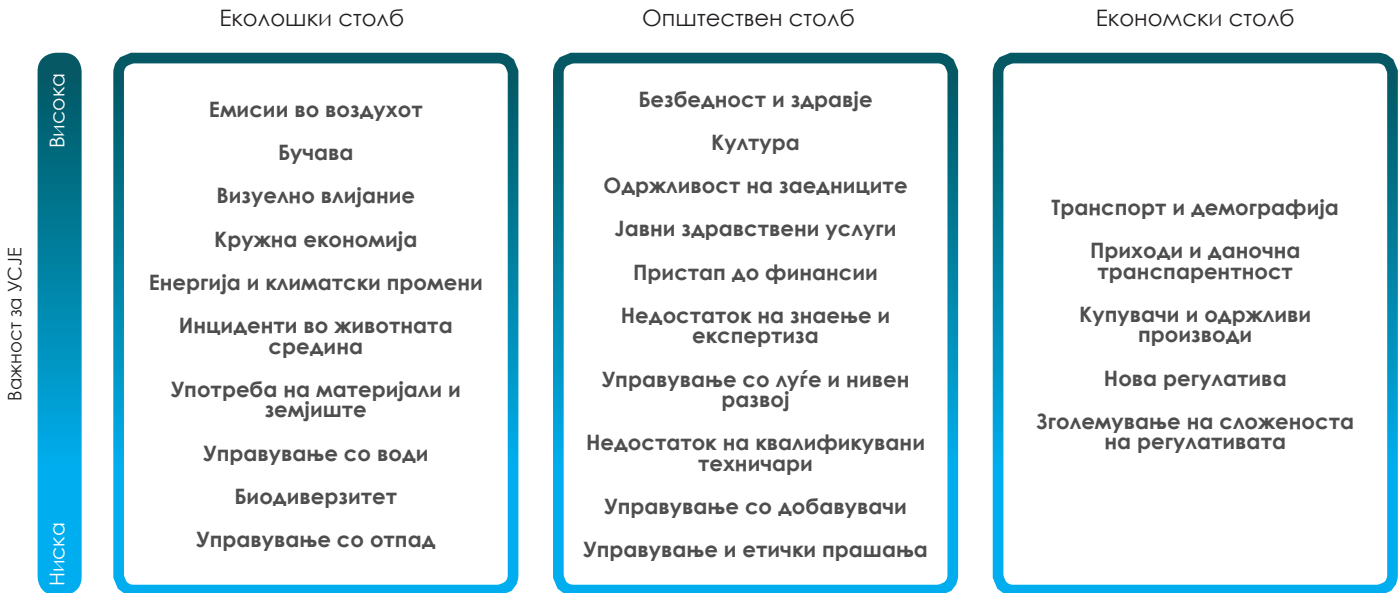 Еколошки столб
Општествен столб
Економски столб
Важност за УСЈЕ
Висока
Ниска
Емисии во воздухот
Бучава
Визуелно влијание
Кружна економија
Енергија и климатски промени
Инциденти во животната
средина
Употреба на материјали и
земјиште
Управување со води
Биодиверзитет
Управување со отпад
Безбедност и здравје
Култура
Одржливост на заедниците
Јавни здравствени услуги
Пристап до финансии
Недостаток на знаење и
експертиза
Управување со луѓе и нивен
развој
Недостаток на квалификувани
техничари
Управување со добавувачи
Управување и етички прашања
Транспорт и демографија
Приходи и даночна
транспарентност
Купувачи и одржливи
производи
Нова регулатива
Зголемување на сложеноста
на регулативата